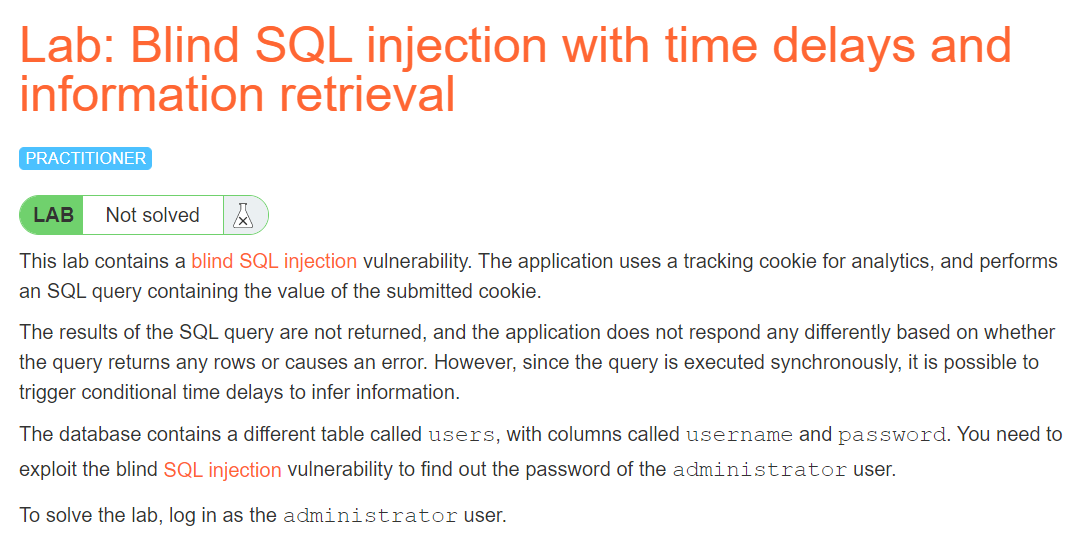 Lab: Blind SQL injection with time delays and
information retrieval
PRACTITIONER
LAB Not solved
This lab contains a blind SQL injection vulnerability. The application uses a tracking cookie for analytics, and performs
an SQL query containing the value of the submitted cookie.
The results of the SQL query are not returned, and the application does not respond any differently based on whether
the query returns any rows or causes an error. However, since the query is executed synchronously, it is possible to
trigger conditional time delays to infer information.
The database contains a different table called users, with columns called username and password. You need to
exploit the blind SQL injection vulnerability to find out the password of the administrator user.
To solve the lab, log in as the administrator user.